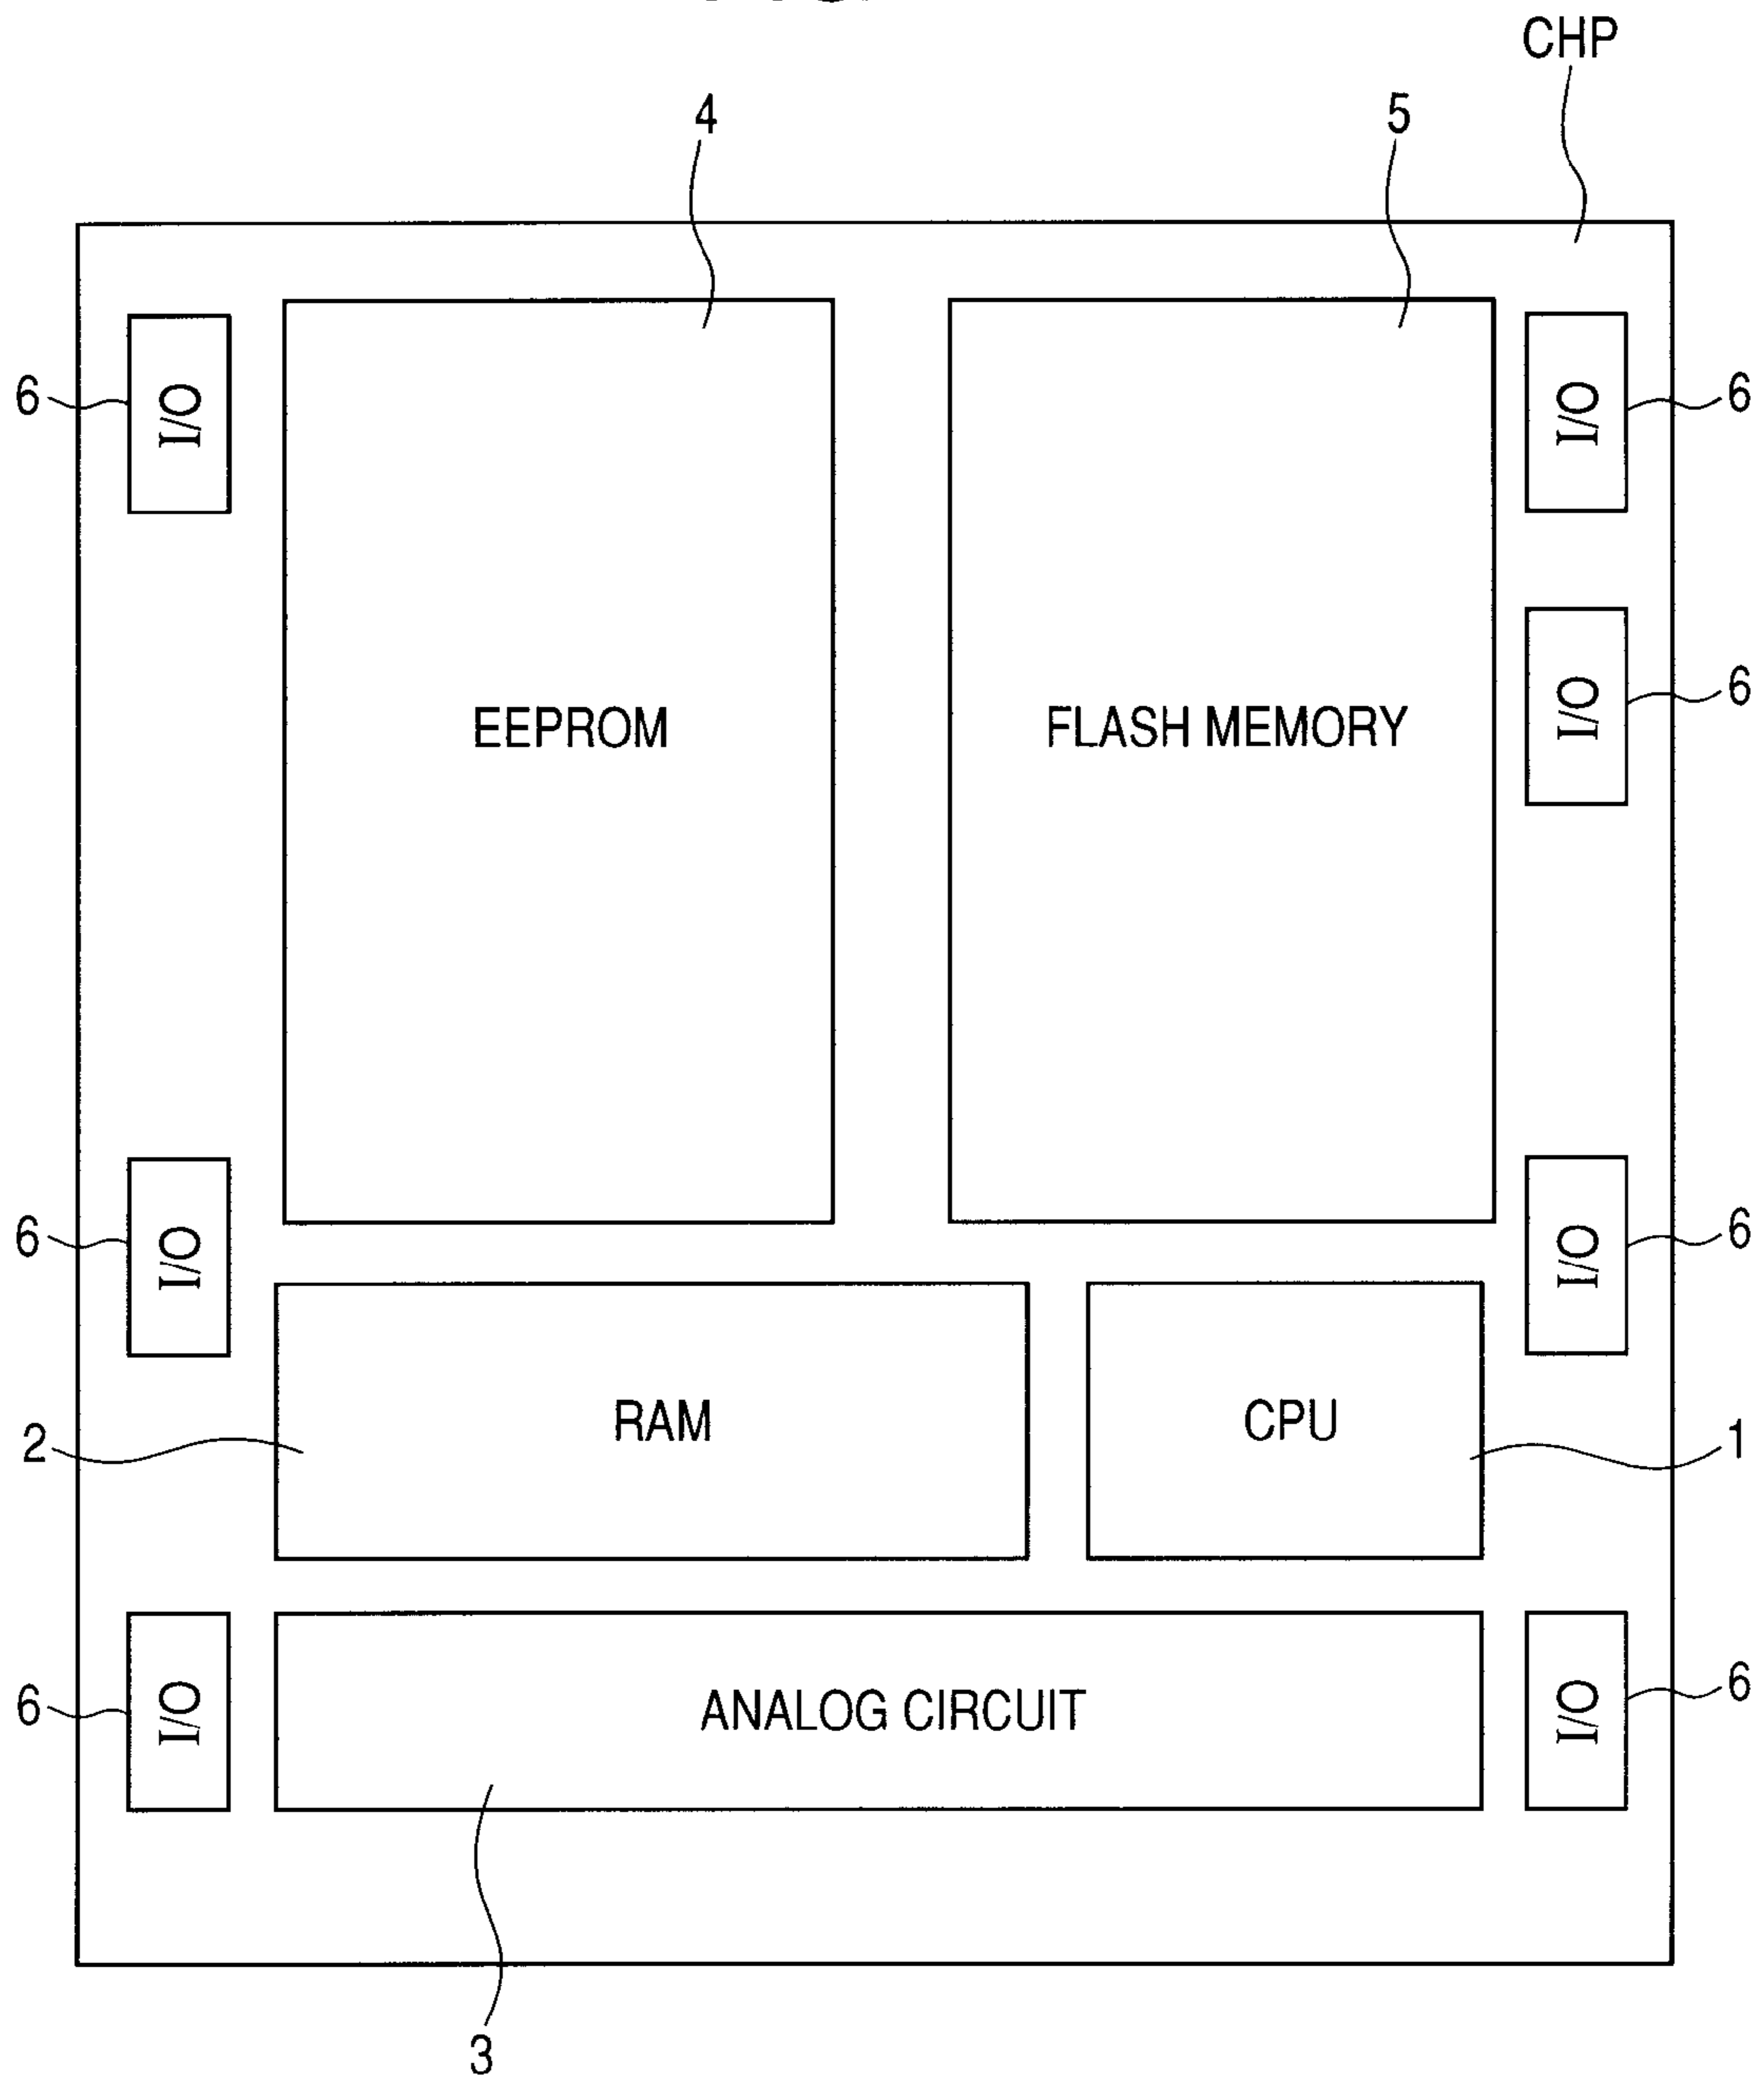 CHP
4
5
6
I/O
I/O
6
I/O
6
EEPROM
FLASH MEMORY
6
I/O
I/O
6
2
RAM
CPU
1
6
I/O
ANALOG CIRCUIT
I/O
6
3